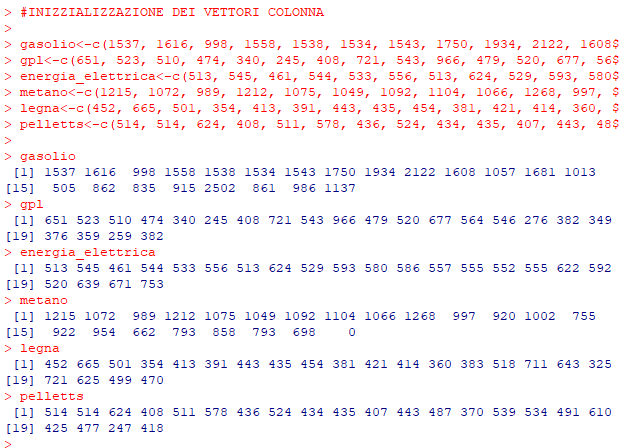 > #INIZZIALIZZAZIONE DEI VETTORI COLONNA
>
> gasolio<-c(1537, 1616, 998, 1558, 1538, 1534, 1543, 1750, 1934, 2122, 1608$
> gpl<-c(651, 523, 510, 474, 340, 245, 408, 721, 543, 966, 479, 520, 677, 56$
> energia_elettrica<-c(513, 545, 461, 544, 533, 556, 513, 624, 529, 593, 580$
> metano<-c(1215, 1072, 989, 1212, 1075, 1049, 1092, 1104, 1066, 1268, 997, $
> legna<-c(452, 665, 501, 354, 413, 391, 443, 435, 454, 381, 421, 414, 360, $
> pelletts<-c(514, 514, 624, 408, 511, 578, 436, 524, 434, 435, 407, 443, 48$
>
> gasolio
 [1] 1537 1616  998 1558 1538 1534 1543 1750 1934 2122 1608 1057 1681 1013
[15]  505  862  835  915 2502  861  986 1137
> gpl
 [1] 651 523 510 474 340 245 408 721 543 966 479 520 677 564 546 276 382 349
[19] 376 359 259 382
> energia_elettrica
 [1] 513 545 461 544 533 556 513 624 529 593 580 586 557 555 552 555 622 592
[19] 520 639 671 753
> metano
 [1] 1215 1072  989 1212 1075 1049 1092 1104 1066 1268  997  920 1002  755
[15]  922  954  662  793  858  793  698    0
> legna
 [1] 452 665 501 354 413 391 443 435 454 381 421 414 360 383 518 711 643 325
[19] 721 625 499 470
> pelletts
 [1] 514 514 624 408 511 578 436 524 434 435 407 443 487 370 539 534 491 610
[19] 425 477 247 418
>